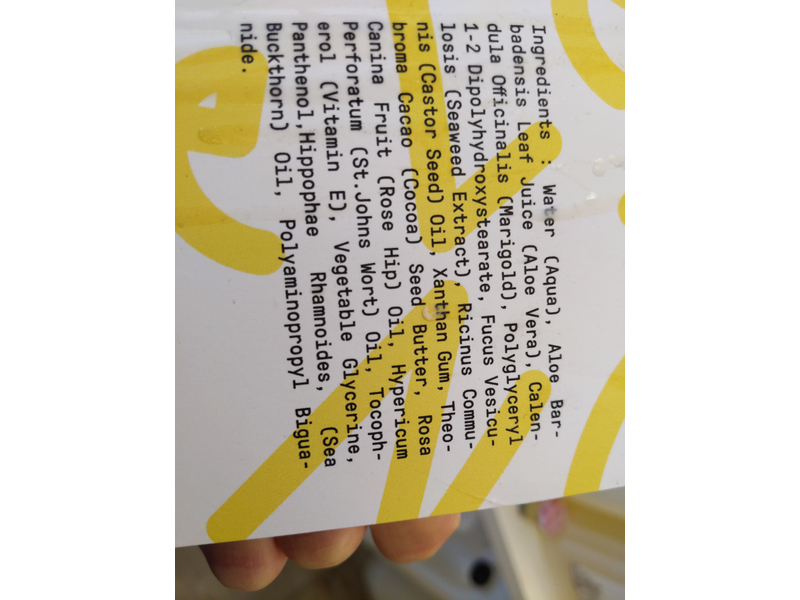 Ingredients : Water (Aqua), Aloe Bar-
badensis Leaf Juice (Aloe Vera), Calen-
dula Officinalis (Marigold), Polyglyceryl
1-2 Dipolyhydroxystearate, Fucus Vesicu-
losis (Seaweed Extract), Ricinus Commu-
nis (Castor Seed) Oil, Xanthan Gum, Theo-
broma Cacao (Cocoa) Seed Butter, Rosa
Canina Fruit (Rose Hip) Oil, Hypericum
Perforatum (St.Johns Wort) Oil, Tocoph-
erol (Vitamin E), Vegetable Glycerine,
Panthenol,Hippophae Rhamnoides, (Sea
Buckthorn) Oil, Polyaminopropyl Bigua-
nide.